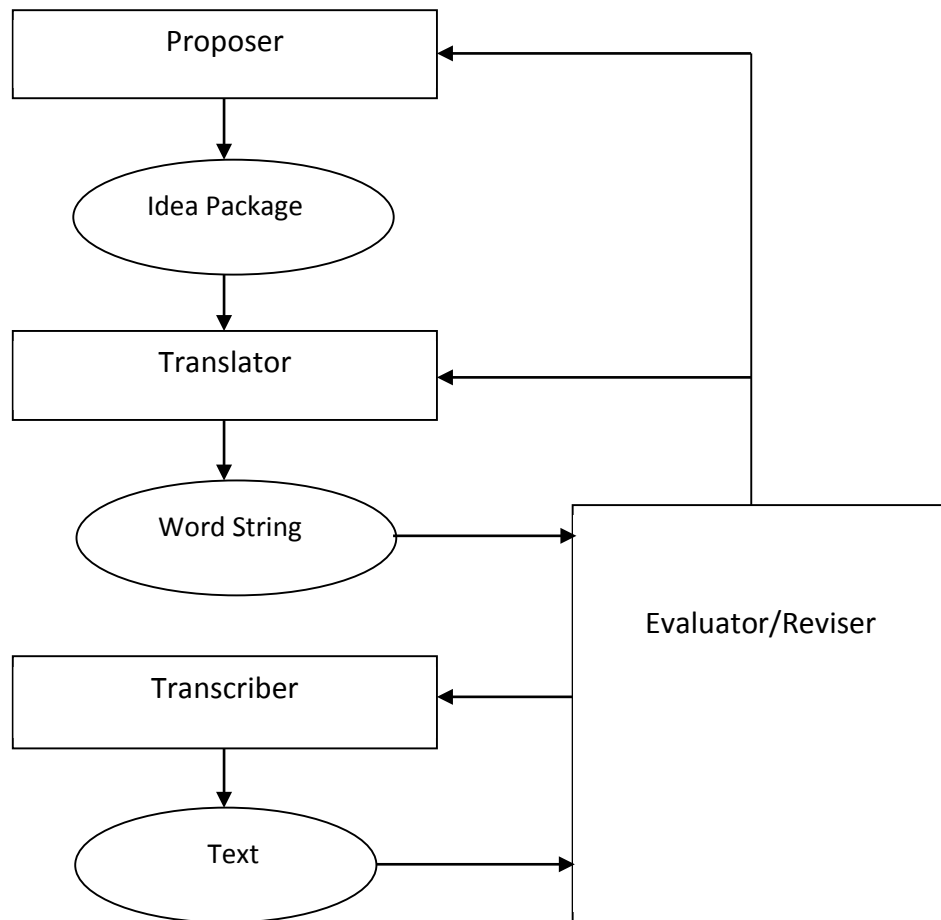 Proposer
Idea Package
Translator
Word String
Evaluator/Reviser
Transcriber
Text